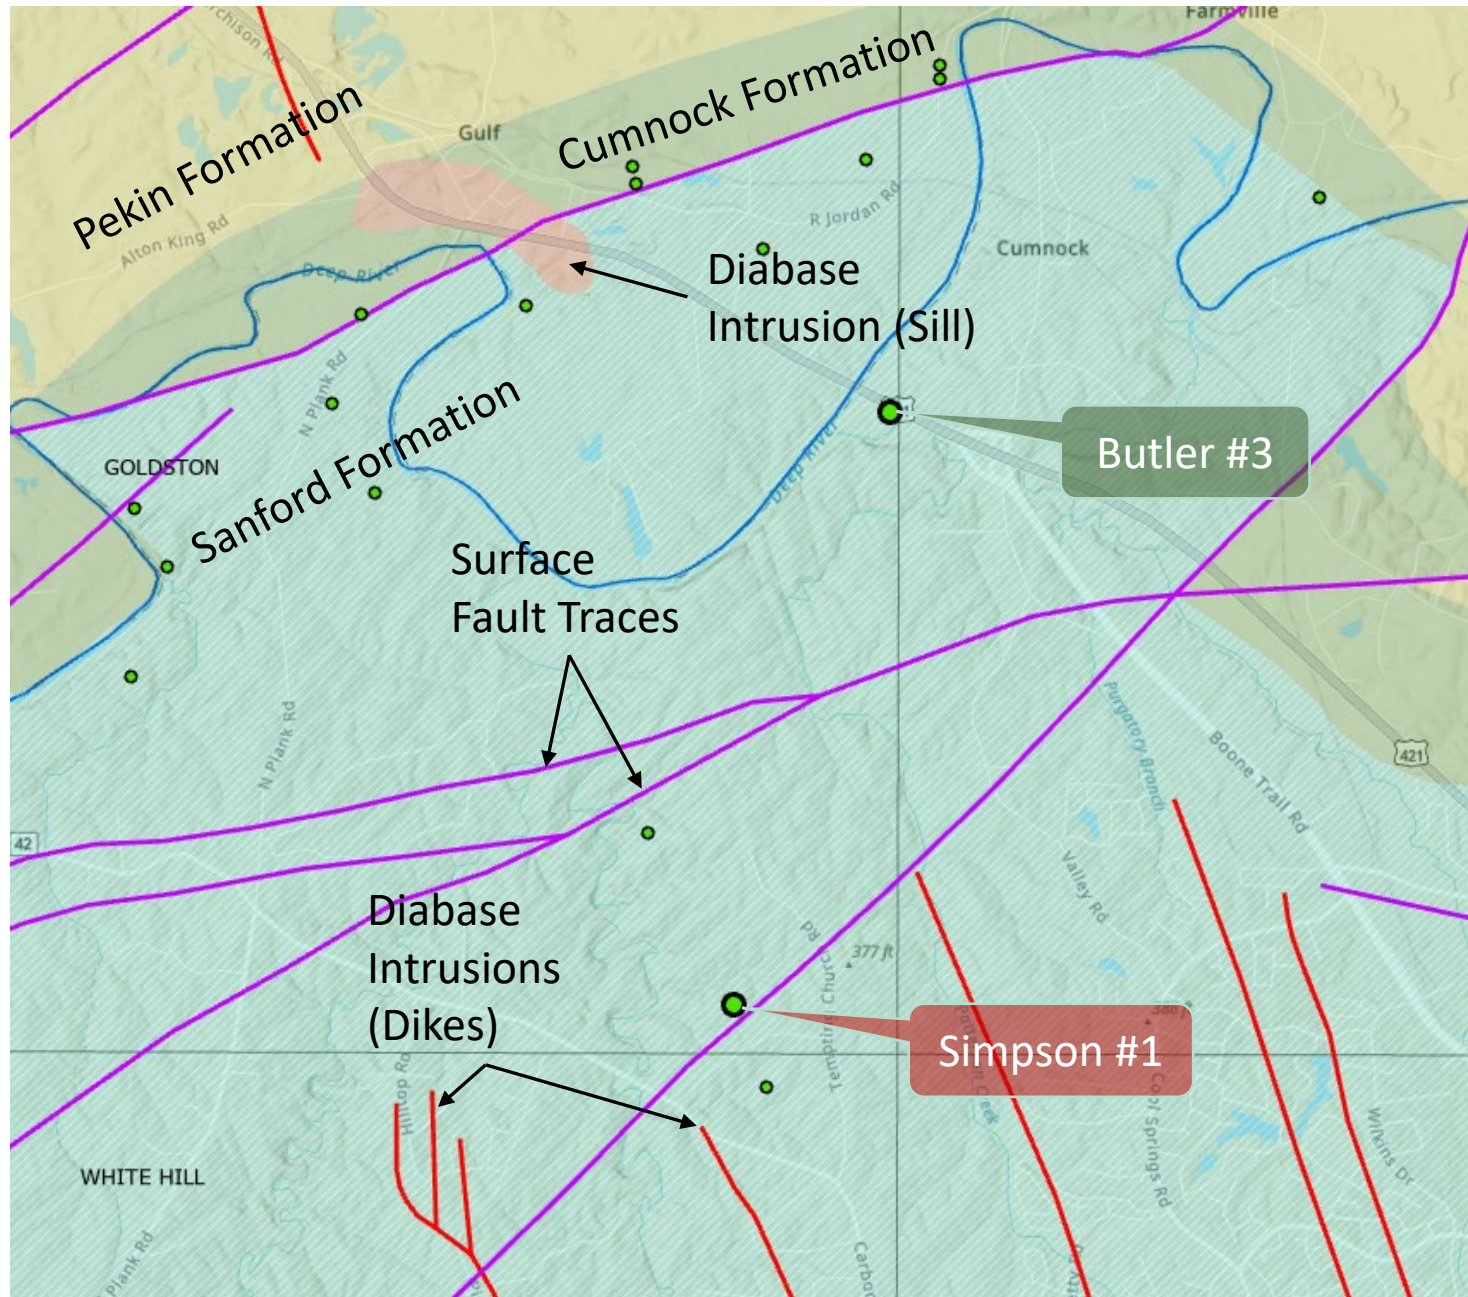 Farmville
Pekin Formation
Alton King Rd
Gulf
Cumnock Formation
R Jordan Rd
Cumnock
Deep River
Diabase
Intrusion (Sill)
N Plank Rd
Butler #3
GOLDSTON
Sanford Formation
Deep River
Surface
Fault Traces
Purgatory Branch
N Plank Rd
Boone Trail Rd
421
42
Valley Rd
Diabase
Intrusions
(Dikes)
377 ft
Simpson #1
Hilltop Rd
Wilkins Dr
WHITE HILL
Plank Rd